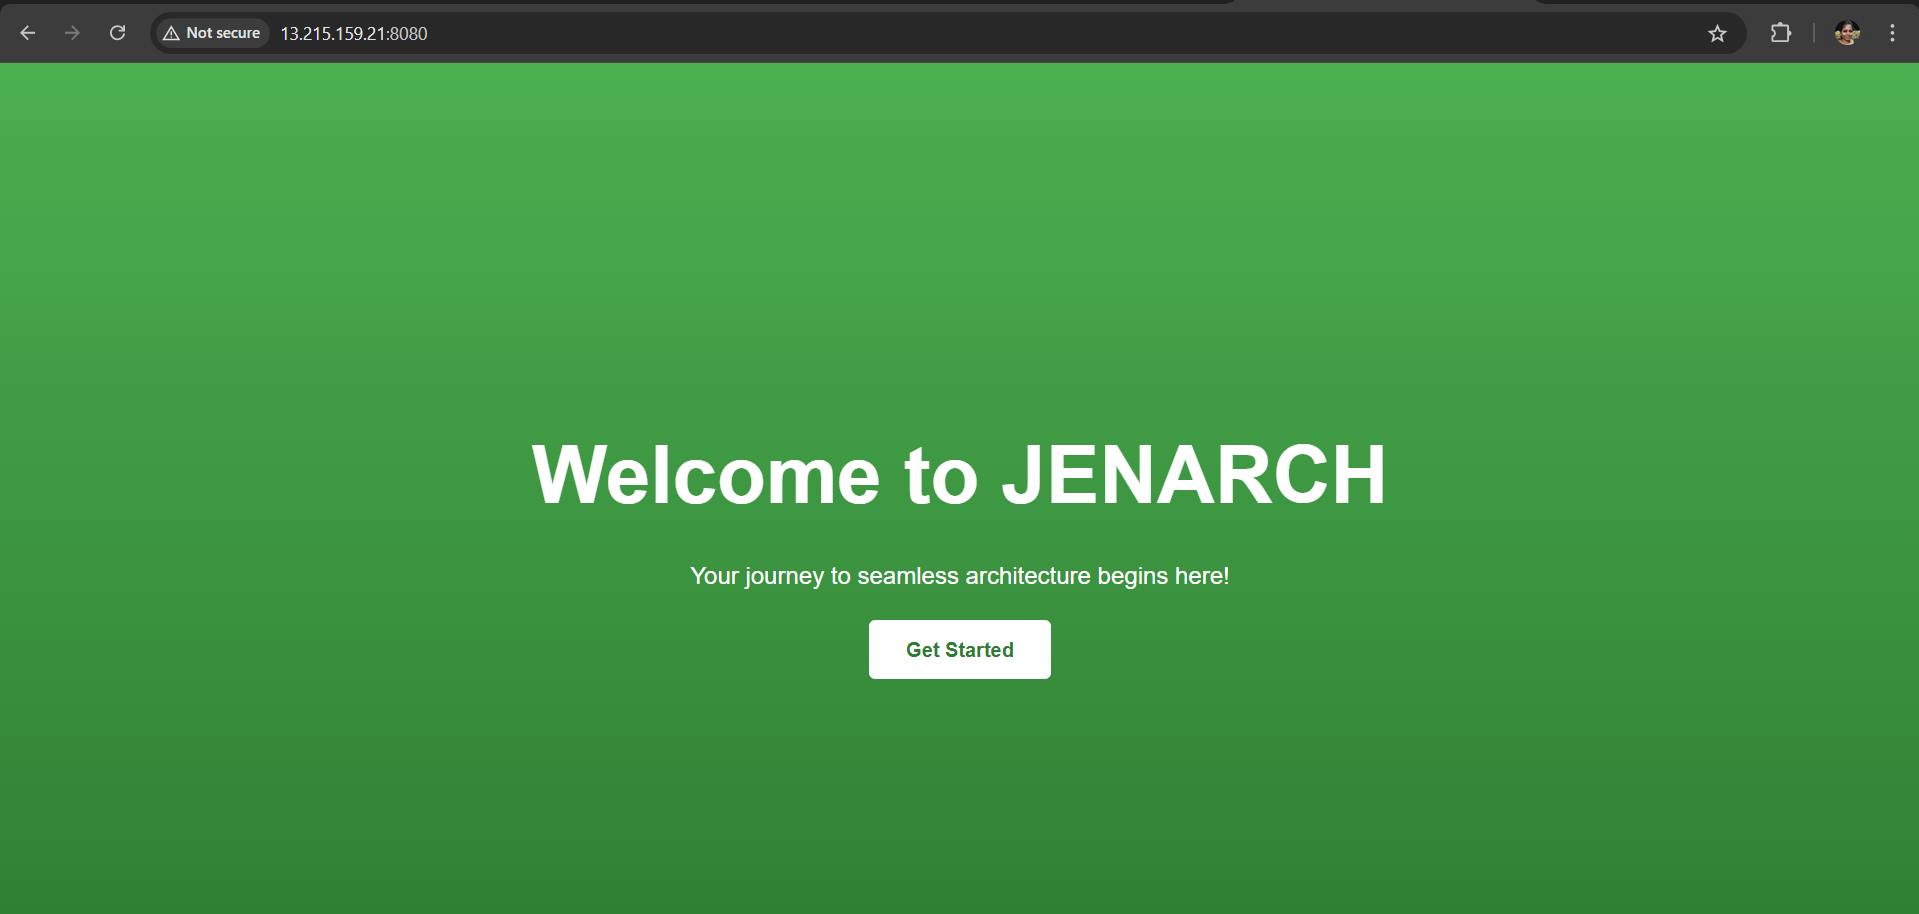 Not secure 13.215.159.21:8080
Welcome to JENARCH
Your journey to seamless architecture begins here!
Get Started